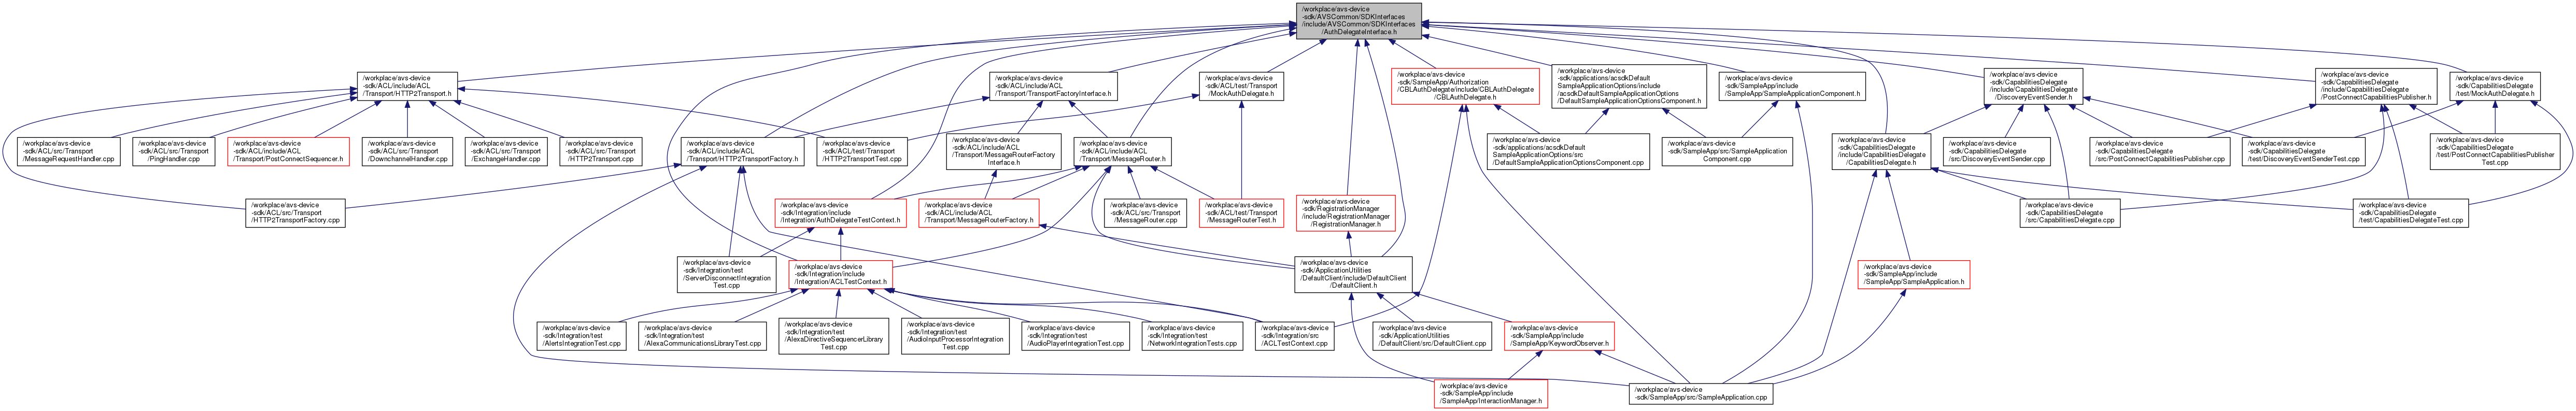 /workplace/avs-device
-sdk/AVSCommon/SDKInterfaces
/include/AVSCommon/SDKInterfaces
/AuthDelegateInterface.h
/workplace/avs-device
-sdk/ACL/include/ACL
/Transport/HTTP2Transport.h
/workplace/avs-device
-sdk/ACL/include/ACL
/Transport/TransportFactoryInterface.h
/workplace/avs-device
-sdk/ACL/test/Transport
/MockAuthDelegate.h
/workplace/avs-device
-sdk/SampleApp/Authorization
/CBLAuthDelegate/include/CBLAuthDelegate
/CBLAuthDelegate.h
/workplace/avs-device
-sdk/applications/acsdkDefault
SampleApplicationOptions/include
/acsdkDefaultSampleApplicationOptions
/DefaultSampleApplicationOptionsComponent.h
/workplace/avs-device
-sdk/SampleApp/include
/SampleApp/SampleApplicationComponent.h
/workplace/avs-device
-sdk/CapabilitiesDelegate
/include/CapabilitiesDelegate
/DiscoveryEventSender.h
/workplace/avs-device
-sdk/CapabilitiesDelegate
/include/CapabilitiesDelegate
/PostConnectCapabilitiesPublisher.h
/workplace/avs-device
-sdk/CapabilitiesDelegate
/test/MockAuthDelegate.h
/workplace/avs-device
-sdk/ACL/src/Transport
/MessageRequestHandler.cpp
/workplace/avs-device
-sdk/ACL/src/Transport
/PingHandler.cpp
/workplace/avs-device
-sdk/ACL/include/ACL
/Transport/PostConnectSequencer.h
/workplace/avs-device
-sdk/ACL/src/Transport
/DownchannelHandler.cpp
/workplace/avs-device
-sdk/ACL/src/Transport
/ExchangeHandler.cpp
/workplace/avs-device
-sdk/ACL/src/Transport
/HTTP2Transport.cpp
/workplace/avs-device
-sdk/ACL/include/ACL
/Transport/HTTP2TransportFactory.h
/workplace/avs-device
-sdk/ACL/test/Transport
/HTTP2TransportTest.cpp
/workplace/avs-device
-sdk/ACL/include/ACL
/Transport/MessageRouterFactory
Interface.h
/workplace/avs-device
-sdk/ACL/include/ACL
/Transport/MessageRouter.h
/workplace/avs-device
-sdk/applications/acsdkDefault
SampleApplicationOptions/src
/DefaultSampleApplicationOptionsComponent.cpp
/workplace/avs-device
-sdk/SampleApp/src/SampleApplication
Component.cpp
/workplace/avs-device
-sdk/CapabilitiesDelegate
/include/CapabilitiesDelegate
/CapabilitiesDelegate.h
/workplace/avs-device
-sdk/CapabilitiesDelegate
/src/DiscoveryEventSender.cpp
/workplace/avs-device
-sdk/CapabilitiesDelegate
/src/PostConnectCapabilitiesPublisher.cpp
/workplace/avs-device
-sdk/CapabilitiesDelegate
/test/DiscoveryEventSenderTest.cpp
/workplace/avs-device
-sdk/CapabilitiesDelegate
/test/PostConnectCapabilitiesPublisher
Test.cpp
/workplace/avs-device
-sdk/ACL/src/Transport
/HTTP2TransportFactory.cpp
/workplace/avs-device
-sdk/Integration/include
/Integration/AuthDelegateTestContext.h
/workplace/avs-device
-sdk/ACL/include/ACL
/Transport/MessageRouterFactory.h
/workplace/avs-device
-sdk/ACL/src/Transport
/MessageRouter.cpp
/workplace/avs-device
-sdk/ACL/test/Transport
/MessageRouterTest.h
/workplace/avs-device
-sdk/RegistrationManager
/include/RegistrationManager
/RegistrationManager.h
/workplace/avs-device
-sdk/CapabilitiesDelegate
/src/CapabilitiesDelegate.cpp
/workplace/avs-device
-sdk/CapabilitiesDelegate
/test/CapabilitiesDelegateTest.cpp
/workplace/avs-device
-sdk/Integration/test
/ServerDisconnectIntegration
Test.cpp
/workplace/avs-device
-sdk/Integration/include
/Integration/ACLTestContext.h
/workplace/avs-device
-sdk/ApplicationUtilities
/DefaultClient/include/DefaultClient
/DefaultClient.h
/workplace/avs-device
-sdk/SampleApp/include
/SampleApp/SampleApplication.h
/workplace/avs-device
-sdk/Integration/test
/AlertsIntegrationTest.cpp
/workplace/avs-device
-sdk/Integration/test
/AlexaCommunicationsLibraryTest.cpp
/workplace/avs-device
-sdk/Integration/test
/AlexaDirectiveSequencerLibrary
Test.cpp
/workplace/avs-device
-sdk/Integration/test
/AudioInputProcessorIntegration
Test.cpp
/workplace/avs-device
-sdk/Integration/test
/AudioPlayerIntegrationTest.cpp
/workplace/avs-device
-sdk/Integration/test
/NetworkIntegrationTests.cpp
/workplace/avs-device
-sdk/Integration/src
/ACLTestContext.cpp
/workplace/avs-device
-sdk/ApplicationUtilities
/DefaultClient/src/DefaultClient.cpp
/workplace/avs-device
-sdk/SampleApp/include
/SampleApp/KeywordObserver.h
/workplace/avs-device
-sdk/SampleApp/include
/SampleApp/InteractionManager.h
/workplace/avs-device
-sdk/SampleApp/src/SampleApplication.cpp